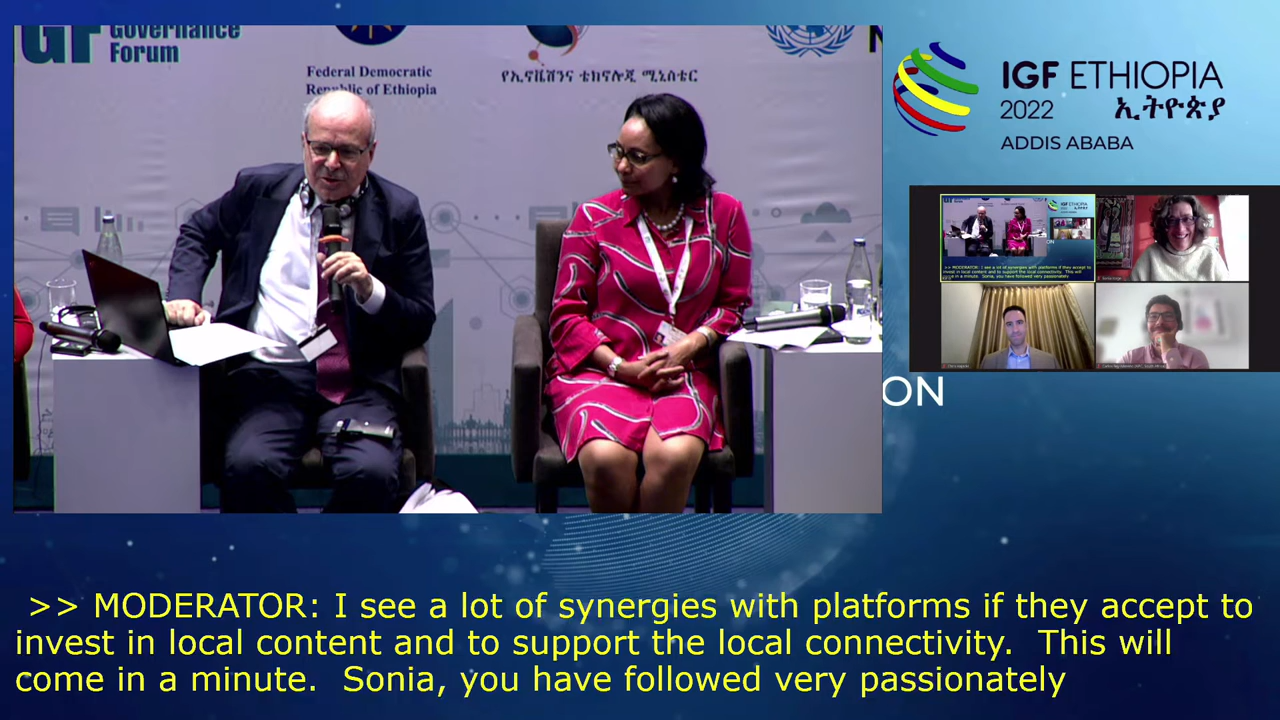 IGF
Governance
Forum
Federal Democratic
Republic of Ethiopia
የኢኖቬሽንና ቴክኖሎጂ ሚኒስቴር
N
IGF ETHIOPIA
2022 ኢትዮጵያ
ADDIS ABABA
ON
>> MODERATOR: I see a lot of synergies with platforms if they accept to
invest in local content and to support the local connectivity. This will
come in a minute. Sonia, you have followed very passionately